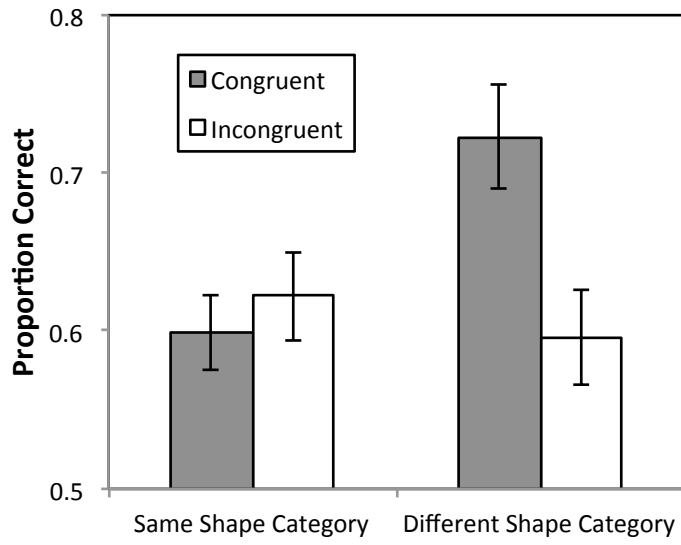 0.8
Congruent
Incongruent
0.7
Proportion Correct
0.6
0.5
Same Shape Category
Different Shape Category